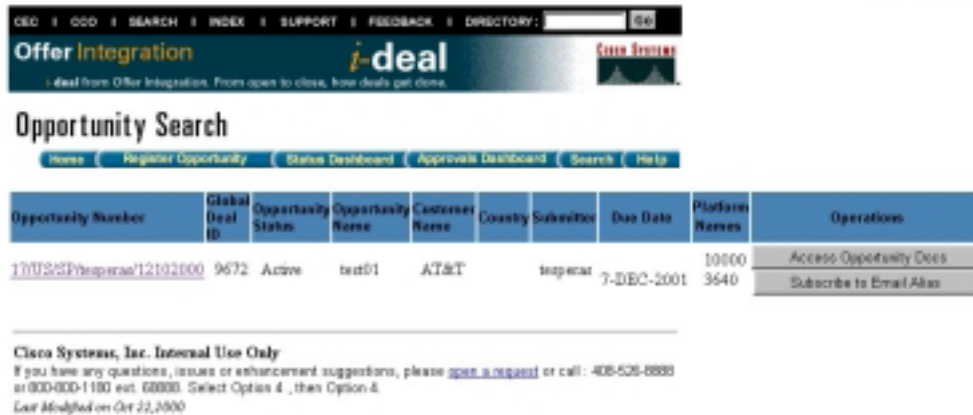 CEC | CCO | SEARCH | INDEX | SUPPORT | FEEDBACK | DIRECTORY: Go
Offer Integration
i-deal
CISCO SYSTEMS
i-deal from Offer Integration. From open to close, how deals get done.
Opportunity Search
Home Register Opportunity Status Dashboard Approvals Dashboard Search Help
Opportunity Number Global Deal ID Opportunity Status Opportunity Name Customer Name Country Submitter Due Date Platform Names Operations
17/US/SP/tesperas/12102000 9672 Active test01 AT&T tesperas 7-DEC-2001 10000 3640
Access Opportunity Docs
Subscribe to Email Alias
Cisco Systems, Inc. Internal Use Only
If you have any questions, issues or enhancement suggestions, please open a request or call: 408-526-8888
or 800-800-1180 ext. 68888. Select Option 4 , then Option 4.
Last Modified on Oct 22,2000